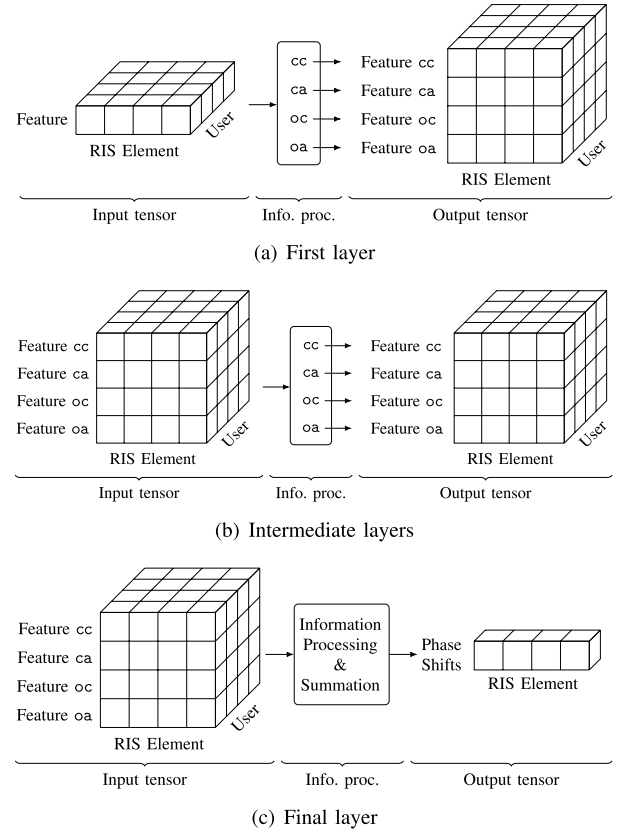 Feature
RIS Element
User
cc
ca
oc
oa
Feature cc
Feature ca
Feature oc
Feature oa
RIS Element
User
Input tensor
Info. proc.
Output tensor
(a) First layer
Feature cc
Feature ca
Feature oc
Feature oa
RIS Element
User
cc
ca
oc
oa
Feature cc
Feature ca
Feature oc
Feature oa
RIS Element
User
Input tensor
Info. proc.
Output tensor
(b) Intermediate layers
Feature cc
Feature ca
Feature oc
Feature oa
RIS Element
User
Information
Processing
&
Summation
Phase
Shifts
RIS Element
Input tensor
Info. proc.
Output tensor
(c) Final layer